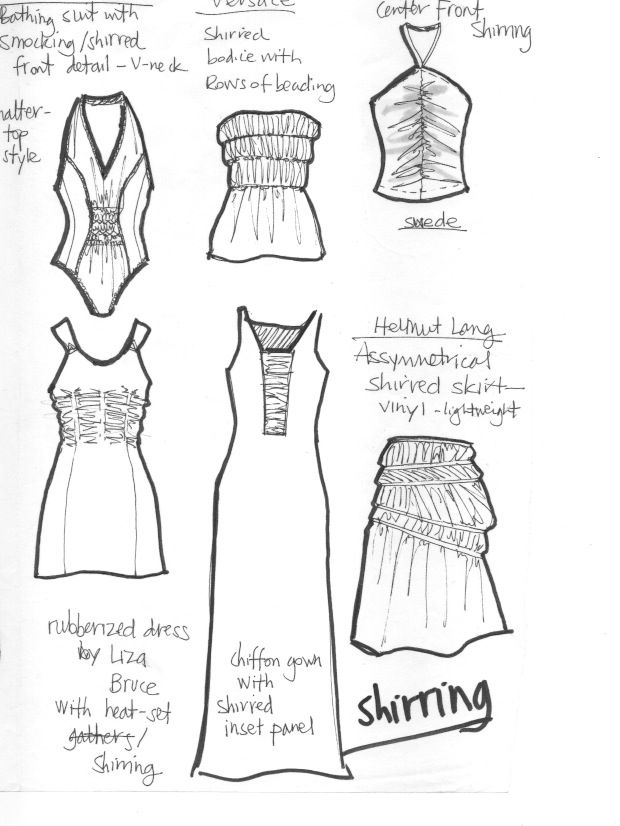 Bathing suit with
smocking/shirred
front detail - V-neck
halter-
top
style
Versace
Shirred
bodice with
Rows of beading
Center Front
Shirring
suede
Helmut Lang
Assymmetrical
shirred skirt-
vinyl - lightweight
rubberized dress
by Liza
Bruce
with heat-set
gathers/
Shirring
chiffon gown
with
shirred
inset panel
shirring